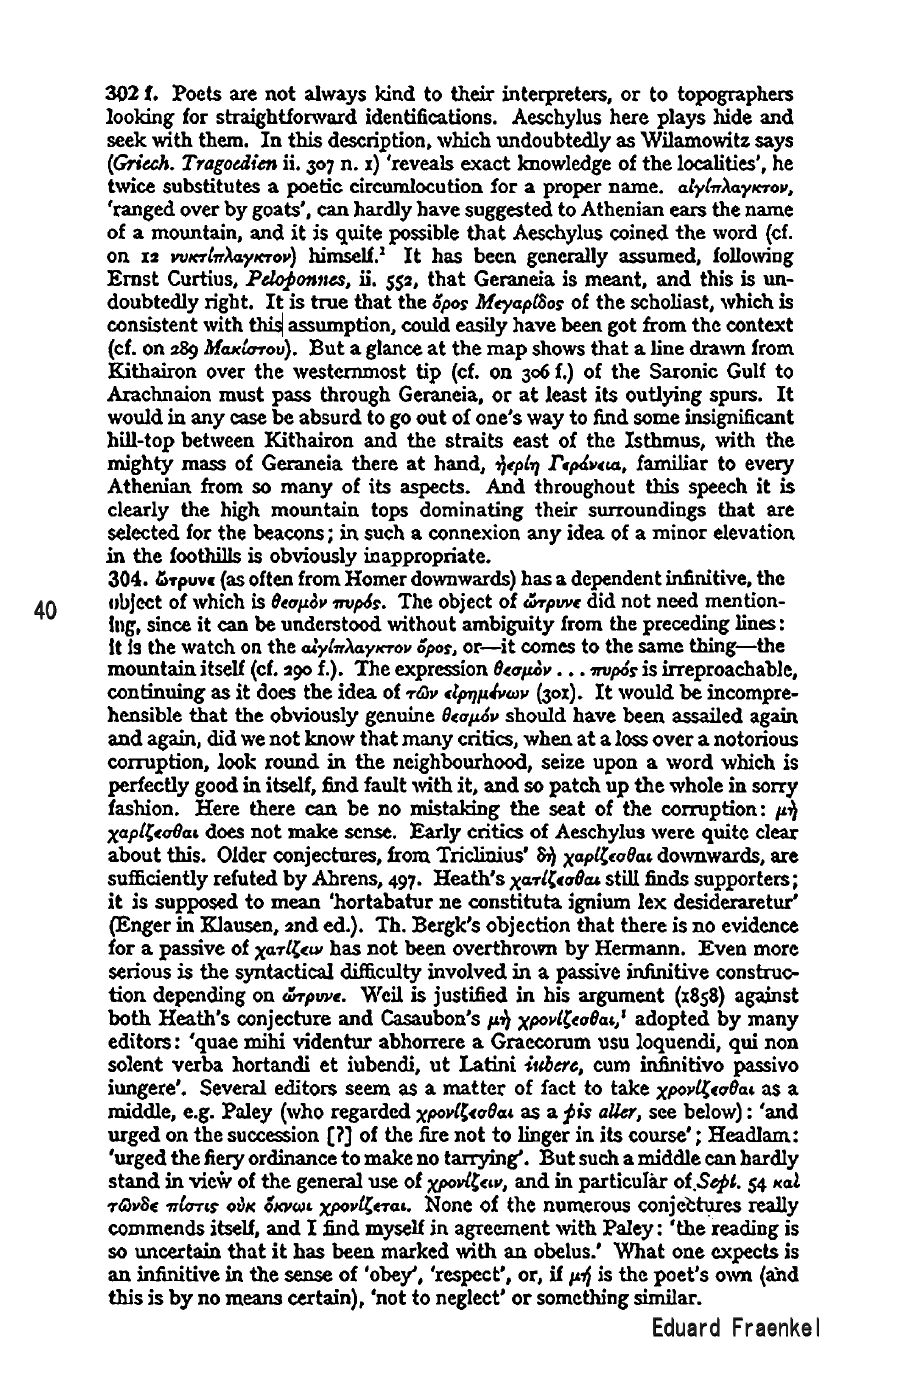 302 f. Poets are not always kind to their interpreters, or to topographers
looking for straightforward identifications. Aeschylus here plays hide and
seek with them. In this description, which undoubtedly as Wilamowitz says
(Griech. Tragoedien ii. 307 n. 1) ‘reveals exact knowledge of the localities’, he
twice substitutes a poetic circumlocution for a proper name. αἰγίπλαγκτον,
‘ranged over by goats’, can hardly have suggested to Athenian ears the name
of a mountain, and it is quite possible that Aeschylus coined the word (cf.
on 12 νυκτίπλαγκτον) himself.² It has been generally assumed, following
Ernst Curtius, Peloponnes, ii. 552, that Geraneia is meant, and this is un-
doubtedly right. It is true that the ὄρος Μεγαρίδος of the scholiast, which is
consistent with this assumption, could easily have been got from the context
(cf. on 289 Μακίστου). But a glance at the map shows that a line drawn from
Kithairon over the westernmost tip (cf. on 306 f.) of the Saronic Gulf to
Arachnaion must pass through Geraneia, or at least its outlying spurs. It
would in any case be absurd to go out of one’s way to find some insignificant
hill-top between Kithairon and the straits east of the Isthmus, with the
mighty mass of Geraneia there at hand, ἠερίη Γεράνεια, familiar to every
Athenian from so many of its aspects. And throughout this speech it is
clearly the high mountain tops dominating their surroundings that are
selected for the beacons; in such a connexion any idea of a minor elevation
in the foothills is obviously inappropriate.
304. ὤτρυνε (as often from Homer downwards) has a dependent infinitive, the
object of which is θεσμὸν πυρός. The object of ὤτρυνε did not need mention-
ing, since it can be understood without ambiguity from the preceding lines:
it is the watch on the αἰγίπλαγκτον ὄρος, or—it comes to the same thing—the
mountain itself (cf. 290 f.). The expression θεσμὸν . . . πυρός is irreproachable,
continuing as it does the idea of τῶν εἰρημένων (301). It would be incompre-
hensible that the obviously genuine θεσμόν should have been assailed again
and again, did we not know that many critics, when at a loss over a notorious
corruption, look round in the neighbourhood, seize upon a word which is
perfectly good in itself, find fault with it, and so patch up the whole in sorry
fashion. Here there can be no mistaking the seat of the corruption: μὴ
χαρίζεσθαι does not make sense. Early critics of Aeschylus were quite clear
about this. Older conjectures, from Triclinius’ δὴ χαρίζεσθαι downwards, are
sufficiently refuted by Ahrens, 497. Heath’s χατίζεσθαι still finds supporters;
it is supposed to mean ‘hortabatur ne constituta ignium lex desideraretur’
(Enger in Klausen, 2nd ed.). Th. Bergk’s objection that there is no evidence
for a passive of χατίζειν has not been overthrown by Hermann. Even more
serious is the syntactical difficulty involved in a passive infinitive construc-
tion depending on ὤτρυνε. Weil is justified in his argument (1858) against
both Heath’s conjecture and Casaubon’s μὴ χρονίζεσθαι,¹ adopted by many
editors: ‘quae mihi videntur abhorrere a Graecorum usu loquendi, qui non
solent verba hortandi et iubendi, ut Latini iubere, cum infinitivo passivo
iungere’. Several editors seem as a matter of fact to take χρονίζεσθαι as a
middle, e.g. Paley (who regarded χρονίζεσθαι as a pis aller, see below): ‘and
urged on the succession [?] of the fire not to linger in its course’; Headlam:
‘urged the fiery ordinance to make no tarrying’. But such a middle can hardly
stand in view of the general use of χρονίζειν, and in particular of Sept. 54 καὶ
τῶνδε πίστις οὐκ ὄκνωι χρονίζεται. None of the numerous conjectures really
commends itself, and I find myself in agreement with Paley: ‘the reading is
so uncertain that it has been marked with an obelus.’ What one expects is
an infinitive in the sense of ‘obey’, ‘respect’, or, if μή is the poet’s own (and
this is by no means certain), ‘not to neglect’ or something similar.
40
Eduard Fraenkel